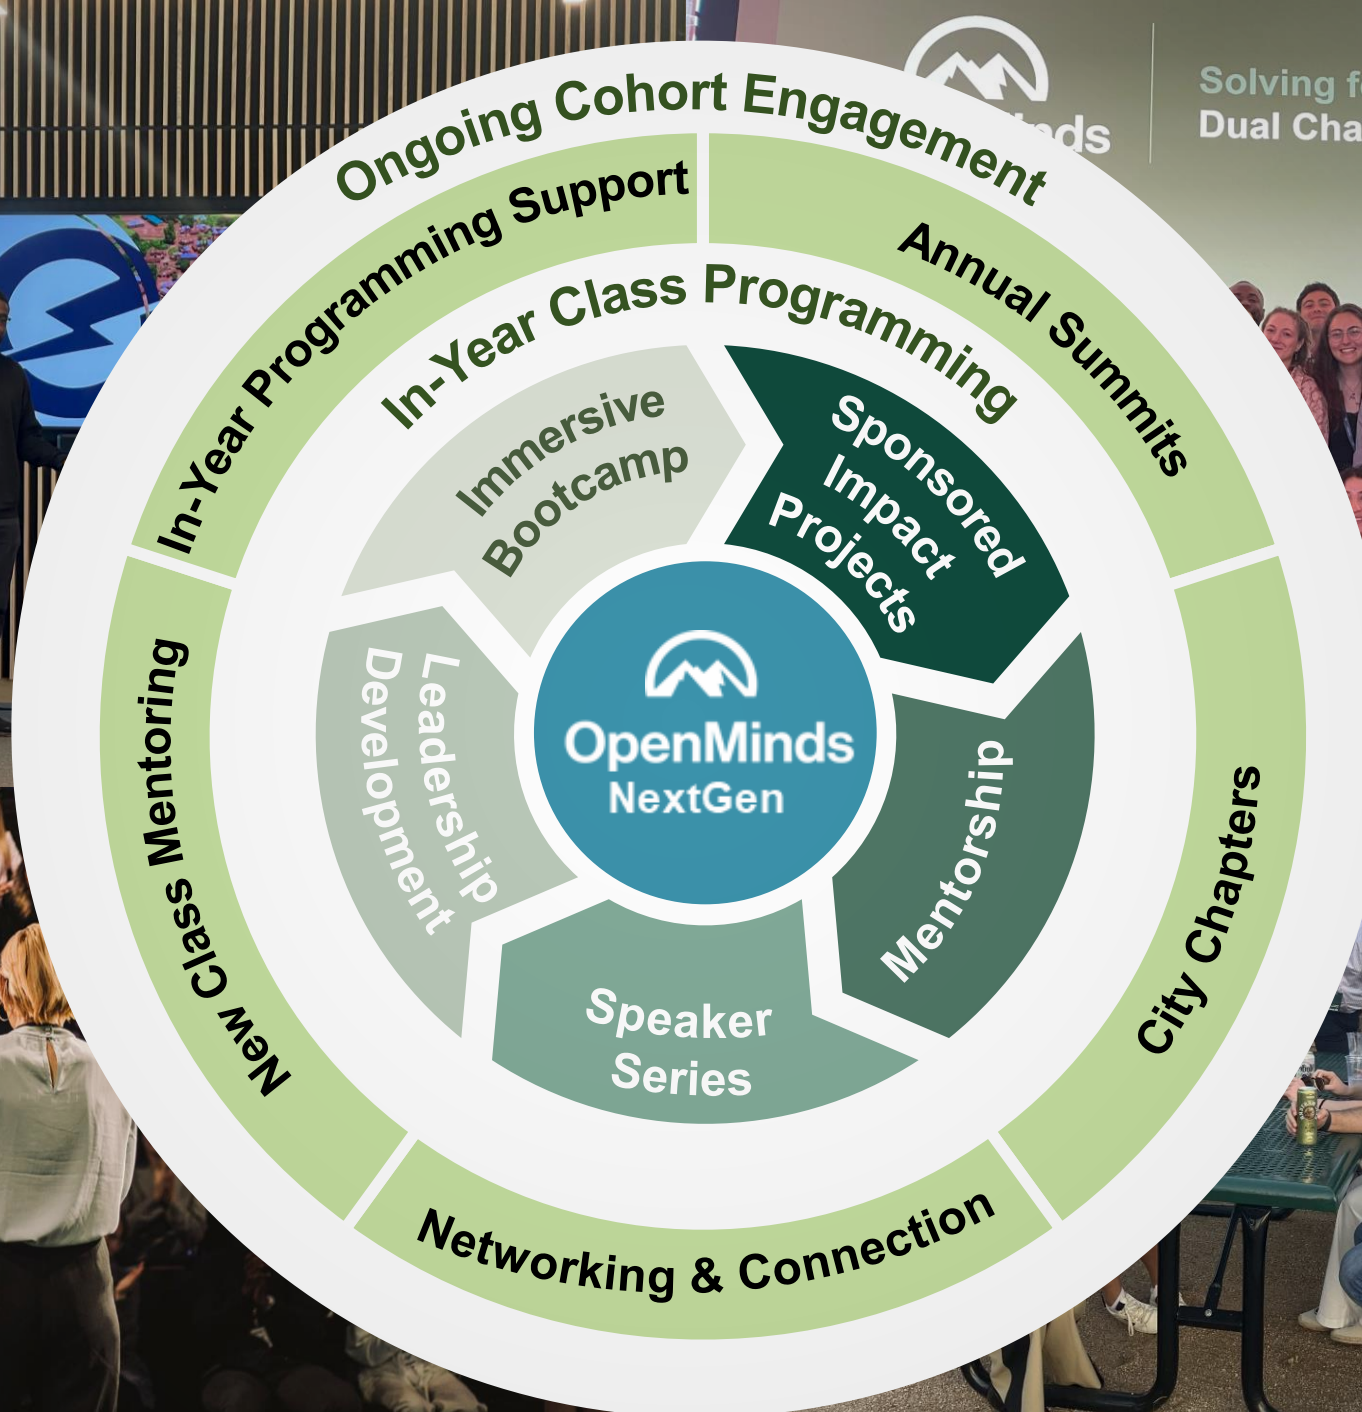 Ongoing Cohort Engagement
In-Year Programming Support
Annual Summits
City Chapters
Networking & Connection
New Class Mentoring
In-Year Class Programming
Immersive
Bootcamp
Sponsored
Impact
Projects
Mentorship
Speaker
Series
Leadership
Development
OpenMinds
NextGen
Solving
Dual